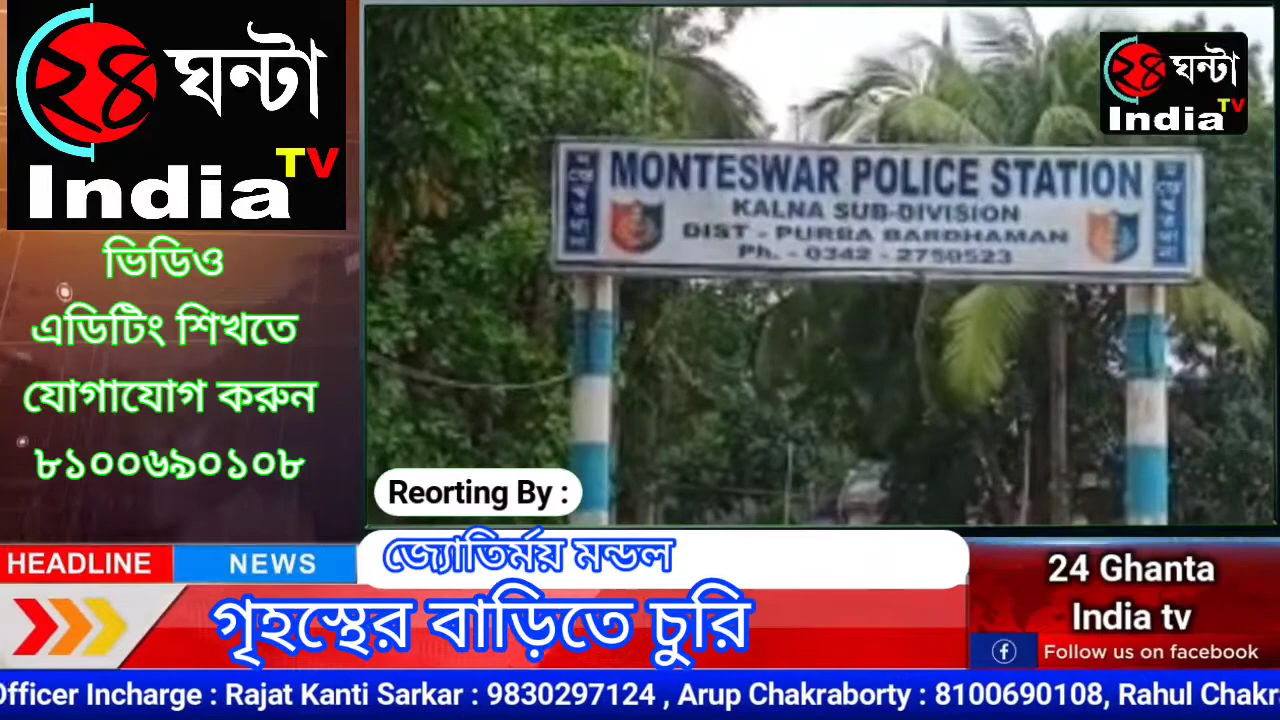 ২৪ ঘন্টা
India TV
ভিডিও
এডিটিং শিখতে
যোগাযোগ করুন
৮১০০৬৯০১০৮
২৪ ঘন্টা
India TV
MONTESWAR POLICE STATION
KALNA SUB-DIVISION
DIST - PURBA BARDHAMAN
Ph. - 0342 - 2750523
Reorting By :
জ্যোতির্ময় মন্ডল
HEADLINE NEWS
গৃহস্থের বাড়িতে চুরি
24 Ghanta
India tv
Follow us on facebook
Officer Incharge : Rajat Kanti Sarkar : 9830297124 , Arup Chakraborty : 8100690108, Rahul Chakr